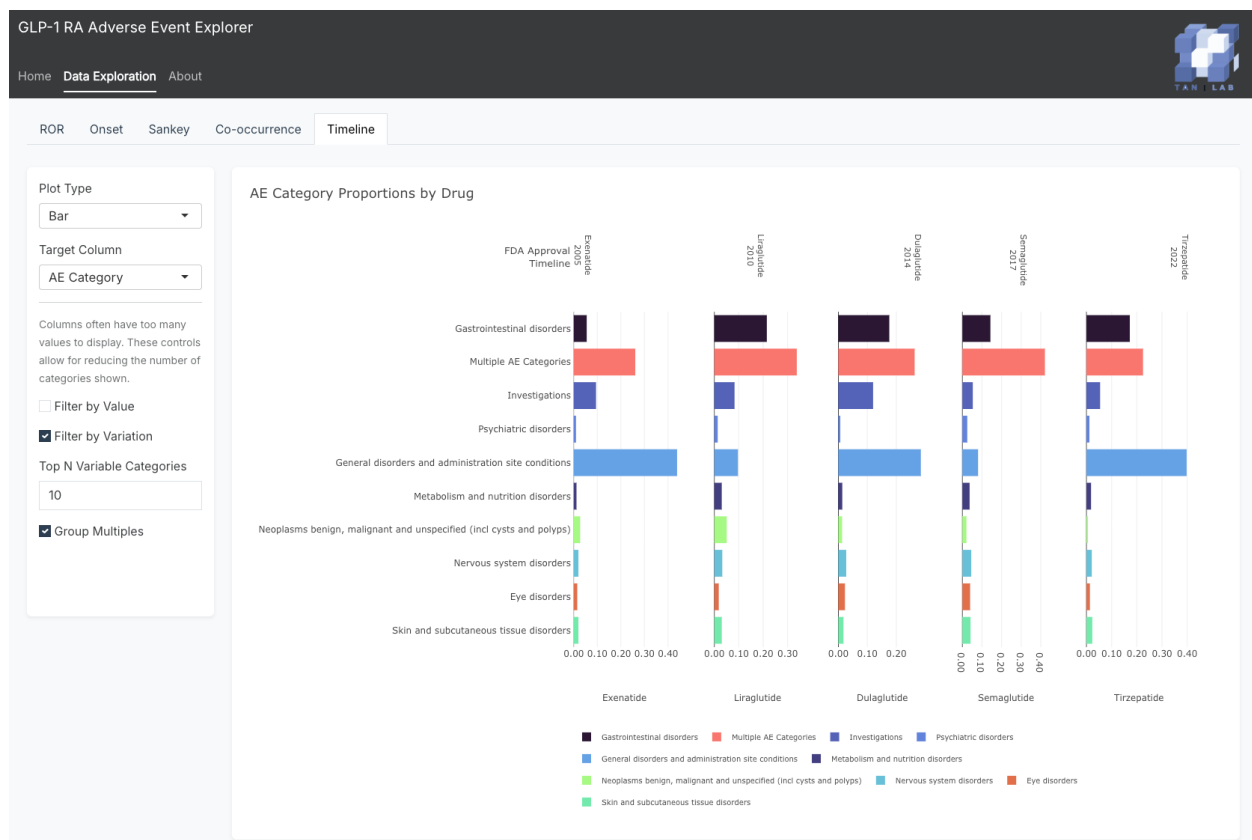 GLP-1 RA Adverse Event Explorer
Home Data Exploration About
TAN | LAB
ROR Onset Sankey Co-occurrence Timeline
Plot Type
Bar
Target Column
AE Category
Columns often have too many
values to display. These controls
allow for reducing the number of
categories shown.
Filter by Value
Filter by Variation
Top N Variable Categories
10
Group Multiples
AE Category Proportions by Drug
FDA Approval
Timeline
Exenatide
2005
Liraglutide
2010
Dulaglutide
2014
Semaglutide
2017
Tirzepatide
2022
Gastrointestinal disorders
Multiple AE Categories
Investigations
Psychiatric disorders
General disorders and administration site conditions
Metabolism and nutrition disorders
Neoplasms benign, malignant and unspecified (incl cysts and polyps)
Nervous system disorders
Eye disorders
Skin and subcutaneous tissue disorders
0.00 0.10 0.20 0.30 0.40
0.00 0.10 0.20 0.30
0.00 0.10 0.20
0.00 0.10 0.20 0.30 0.40
0.00 0.10 0.20 0.30 0.40
Exenatide Liraglutide Dulaglutide Semaglutide Tirzepatide
Gastrointestinal disorders Multiple AE Categories Investigations Psychiatric disorders
General disorders and administration site conditions Metabolism and nutrition disorders
Neoplasms benign, malignant and unspecified (incl cysts and polyps) Nervous system disorders Eye disorders
Skin and subcutaneous tissue disorders